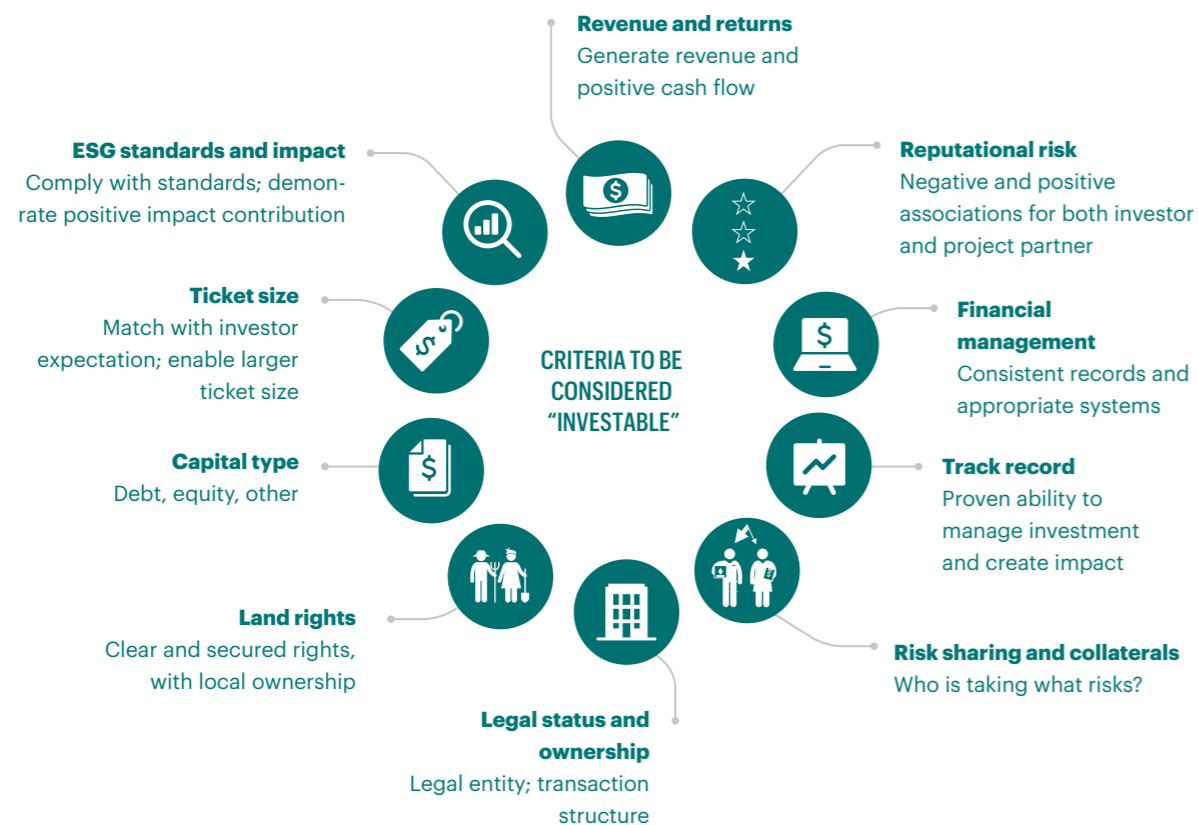 Revenue and returns
Generate revenue and
positive cash flow
Reputational risk
Negative and positive
associations for both investor
and project partner
Financial
management
Consistent records and
appropriate systems
Track record
Proven ability to
manage investment
and create impact
Risk sharing and collaterals
Who is taking what risks?
Legal status and
ownership
Legal entity; transaction
structure
Land rights
Clear and secured rights,
with local ownership
Capital type
Debt, equity, other
Ticket size
Match with investor
expectation; enable larger
ticket size
ESG standards and impact
Comply with standards; demon-
rate positive impact contribution
CRITERIA TO BE
CONSIDERED
“INVESTABLE”
$
$
$
$